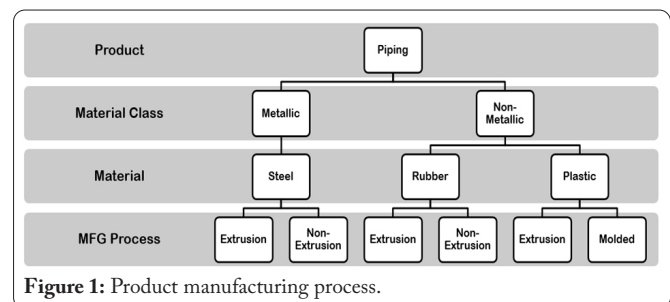 Product
Piping
Material Class
Metallic
Non-
Metallic
Material
Steel
Rubber
Plastic
MFG Process
Extrusion
Non-
Extrusion
Extrusion
Non-
Extrusion
Extrusion
Molded
Figure 1: Product manufacturing process.